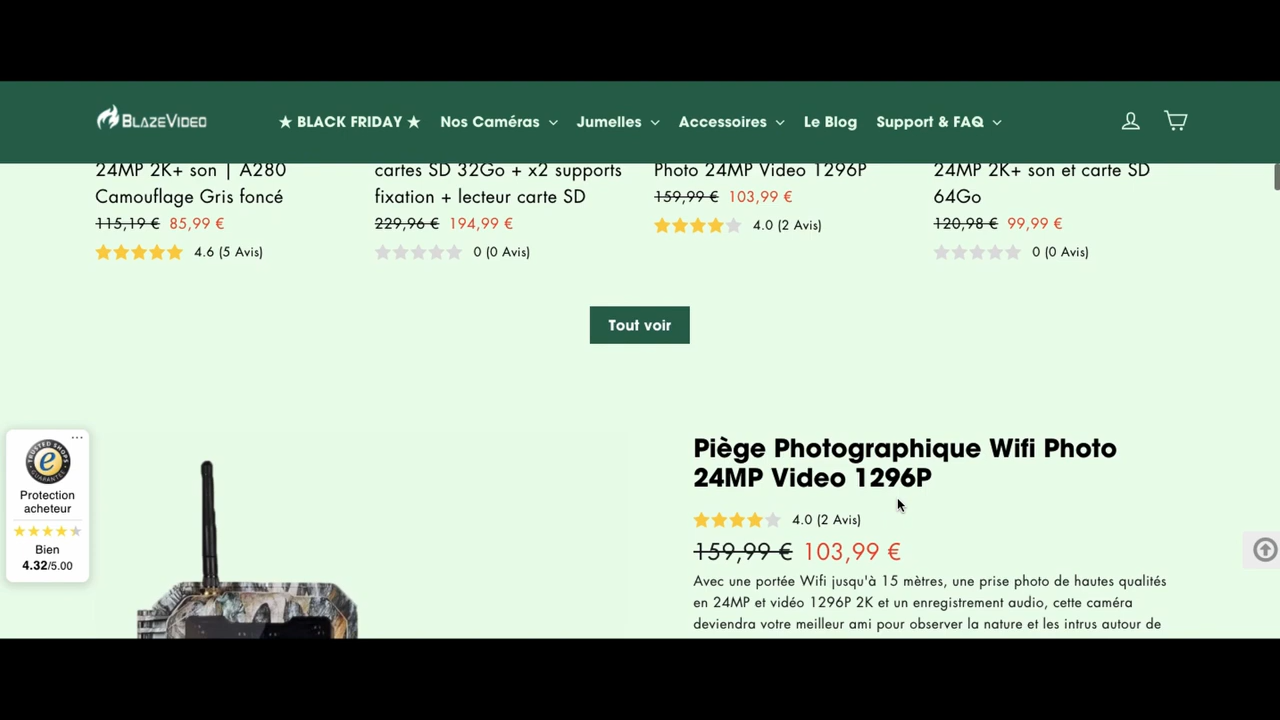 BLAZEVIDEO
★ BLACK FRIDAY ★ Nos Caméras Jumelles Accessoires Le Blog Support & FAQ
24MP 2K+ son | A280
Camouflage Gris foncé
115,19 € 85,99 €
4.6 (5 Avis)
cartes SD 32Go + x2 supports
fixation + lecteur carte SD
229,96 € 194,99 €
0 (0 Avis)
Photo 24MP Video 1296P
159,99 € 103,99 €
4.0 (2 Avis)
24MP 2K+ son et carte SD
64Go
120,98 € 99,99 €
0 (0 Avis)
Tout voir
TRUSTED SHOPS
GUARANTEE
e
Protection
acheteur
Bien
4.32/5.00
Piège Photographique Wifi Photo
24MP Video 1296P
4.0 (2 Avis)
159,99 € 103,99 €
Avec une portée Wifi jusqu'à 15 mètres, une prise photo de hautes qualités
en 24MP et vidéo 1296P 2K et un enregistrement audio, cette caméra
deviendra votre meilleur ami pour observer la nature et les intrus autour de